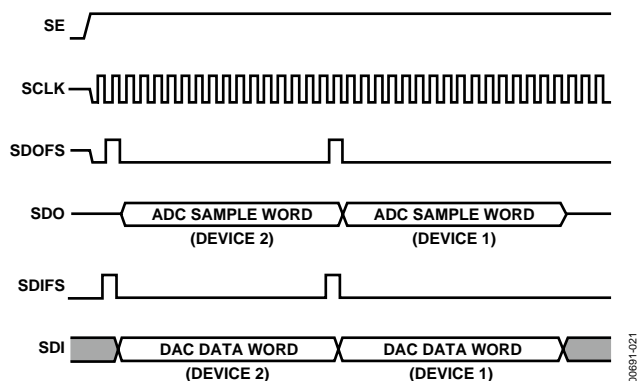 SE
SCLK
SDOFS
SDO
ADC SAMPLE WORD
(DEVICE 2)
ADC SAMPLE WORD
(DEVICE 1)
SDIFS
SDI
DAC DATA WORD
(DEVICE 2)
DAC DATA WORD
(DEVICE 1)
00691-021